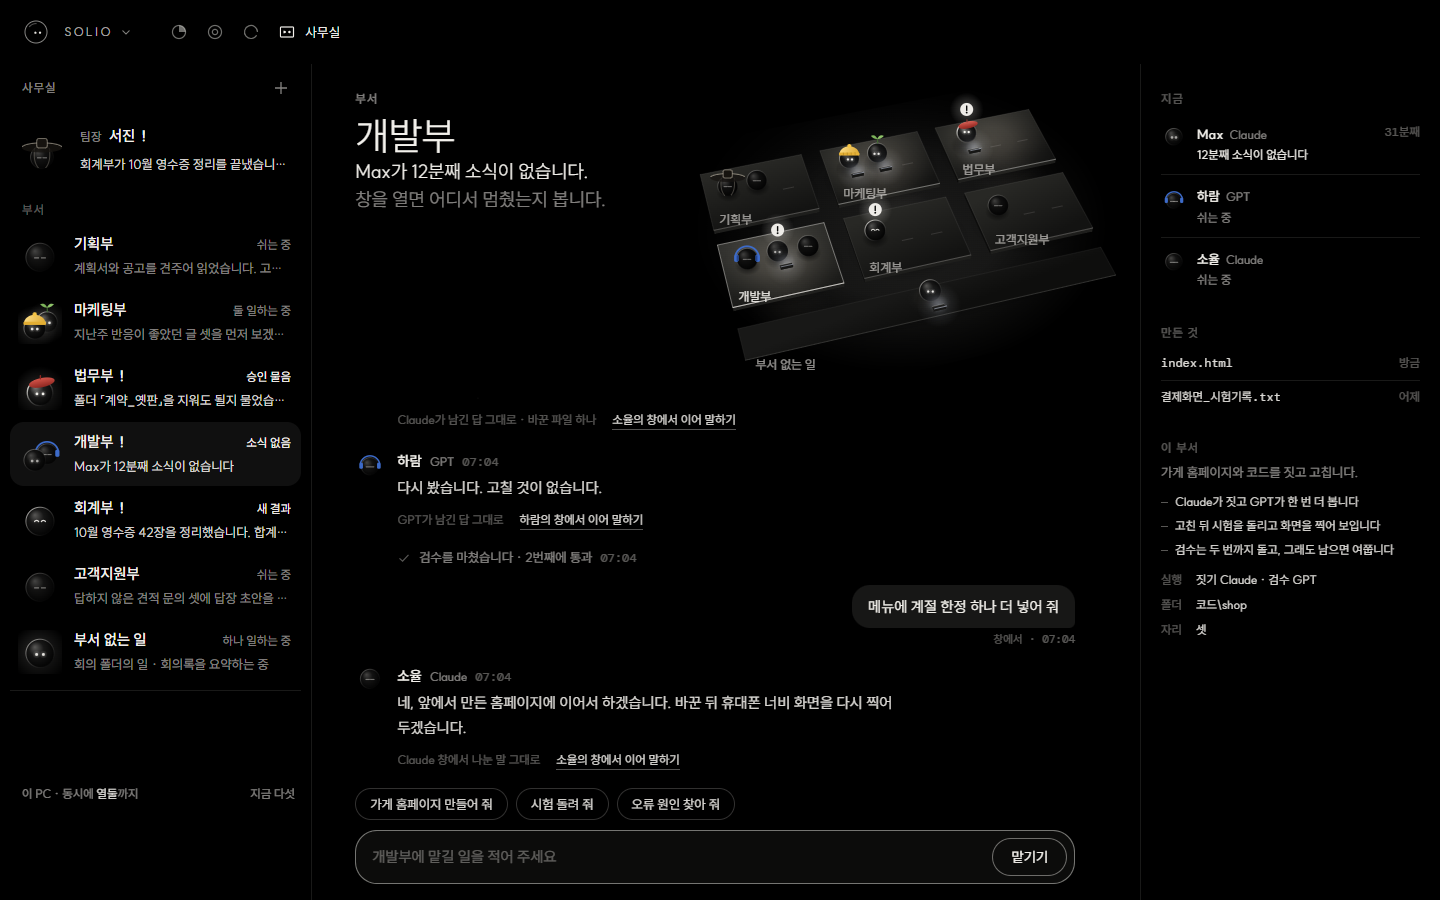 SOLIO
사무실
사무실
팀장 서진 !
회계부가 10월 영수증 정리를 끝냈습니…
부서
기획부 쉬는 중
계획서와 공고를 견주어 읽었습니다. 고…
마케팅부 둘 일하는 중
지난주 반응이 좋았던 글 셋을 먼저 보겠…
법무부 ! 승인 물음
폴더 「계약_옛판」을 지워도 될지 물었습…
개발부 ! 소식 없음
Max가 12분째 소식이 없습니다
회계부 ! 새 결과
10월 영수증 42장을 정리했습니다. 합계…
고객지원부 쉬는 중
답하지 않은 견적 문의 셋에 답장 초안을 …
부서 없는 일 하나 일하는 중
회의 폴더의 일 · 회의록을 요약하는 중
이 PC · 동시에 열둘까지 지금 다섯
부서
개발부
Max가 12분째 소식이 없습니다.
창을 열면 어디서 멈췄는지 봅니다.
기획부
마케팅부
법무부
개발부
회계부
고객지원부
부서 없는 일
Claude가 남긴 답 그대로 · 바꾼 파일 하나 소율의 창에서 이어 말하기
하람 GPT 07:04
다시 봤습니다. 고칠 것이 없습니다.
GPT가 남긴 답 그대로 하람의 창에서 이어 말하기
검수를 마쳤습니다 · 2번째에 통과 07:04
메뉴에 계절 한정 하나 더 넣어 줘
창에서 · 07:04
소율 Claude 07:04
네, 앞에서 만든 홈페이지에 이어서 하겠습니다. 바꾼 뒤 휴대폰 너비 화면을 다시 찍어
두겠습니다.
Claude 창에서 나눈 말 그대로 소율의 창에서 이어 말하기
가게 홈페이지 만들어 줘
시험 돌려 줘
오류 원인 찾아 줘
개발부에 맡길 일을 적어 주세요
맡기기
지금
Max Claude 31분째
12분째 소식이 없습니다
하람 GPT
쉬는 중
소율 Claude
쉬는 중
만든 것
index.html 방금
결제화면_시험기록.txt 어제
이 부서
가게 홈페이지와 코드를 짓고 고칩니다.
– Claude가 짓고 GPT가 한 번 더 봅니다
– 고친 뒤 시험을 돌리고 화면을 찍어 보입니다
– 검수는 두 번까지 돌고, 그래도 남으면 여쭙니다
실행 짓기 Claude · 검수 GPT
폴더 코드\shop
자리 셋